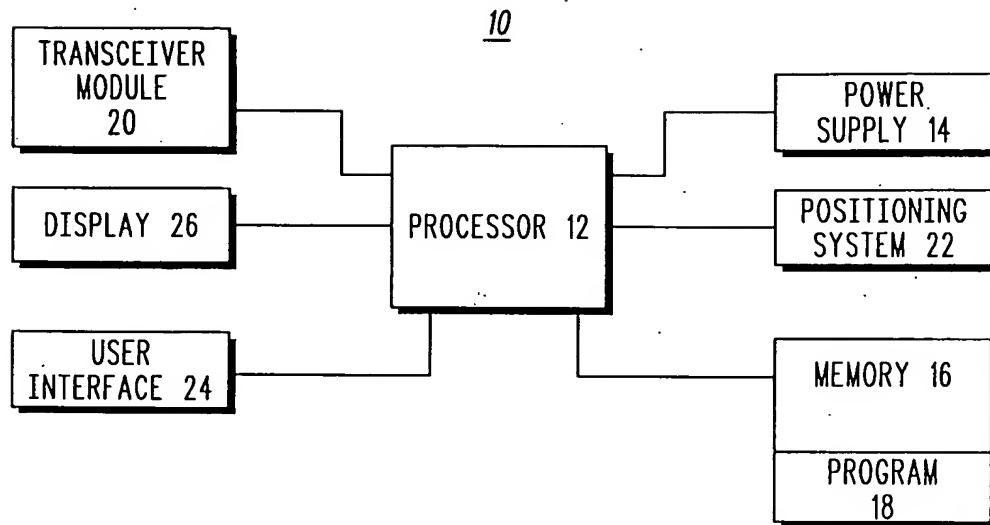 10
TRANSCEIVER
MODULE
20
DISPLAY 26
USER
INTERFACE 24
PROCESSOR 12
POWER
SUPPLY 14
POSITIONING
SYSTEM 22
MEMORY 16
PROGRAM
18